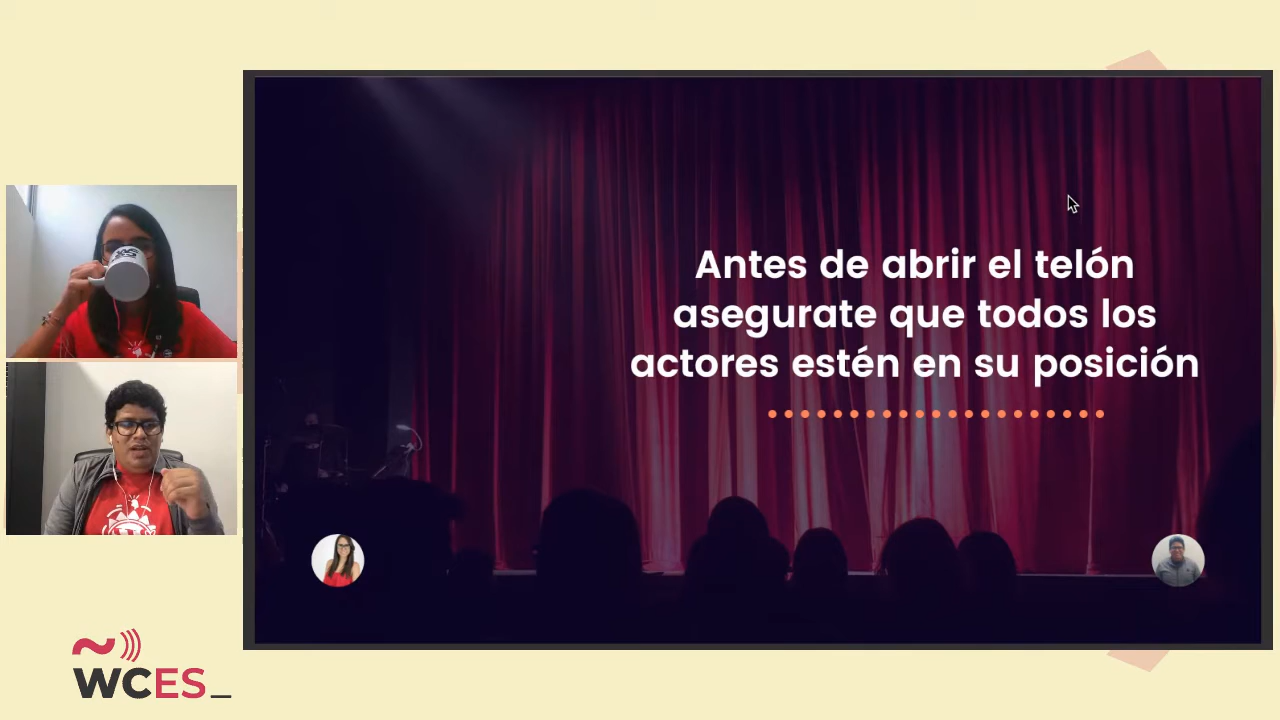 Antes de abrir el telón
asegurate que todos los
actores estén en su posición
WCES_